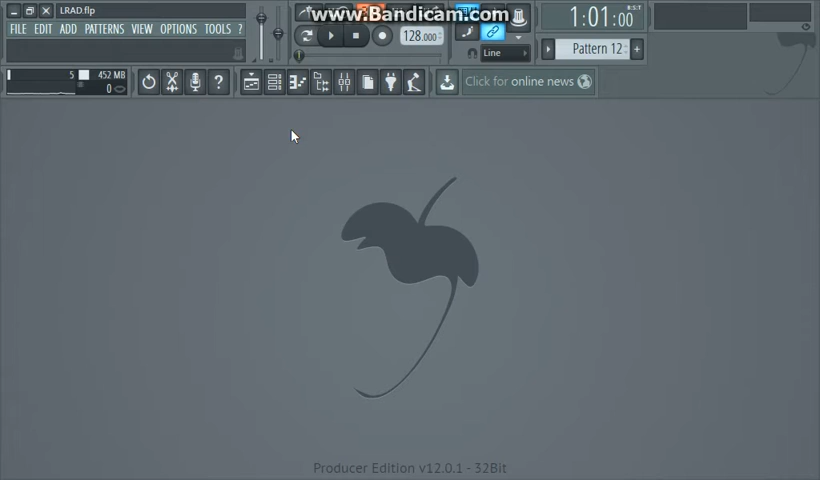 LRAD.flp
www.Bandicam.com
1:01:00
B:S:T
FILE EDIT ADD PATTERNS VIEW OPTIONS TOOLS ?
128.000
Line
Pattern 12
+
5
452 MB
0
?
Click for online news
Producer Edition v12.0.1 - 32Bit